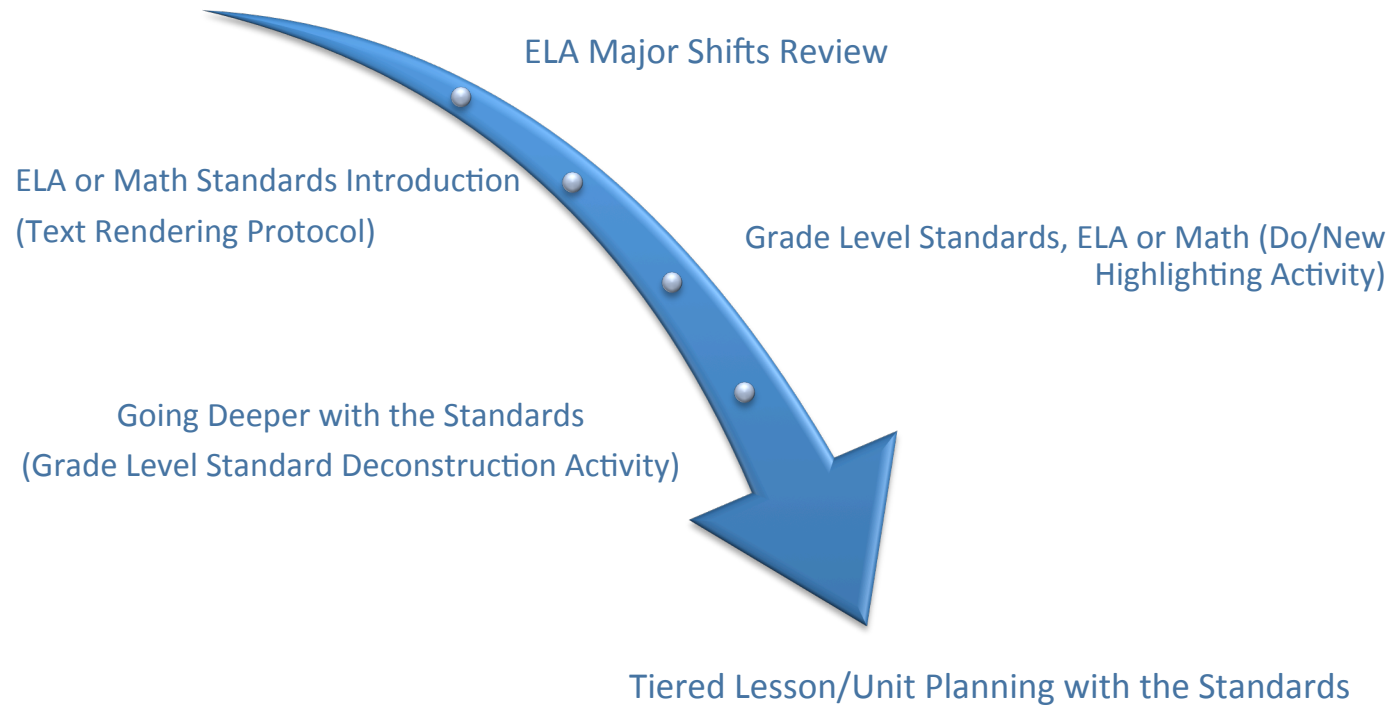 ELA Major Shifts Review
ELA or Math Standards Introduction
(Text Rendering Protocol)
Grade Level Standards, ELA or Math (Do/New
Highlighting Activity)
Going Deeper with the Standards
(Grade Level Standard Deconstruction Activity)
Tiered Lesson/Unit Planning with the Standards